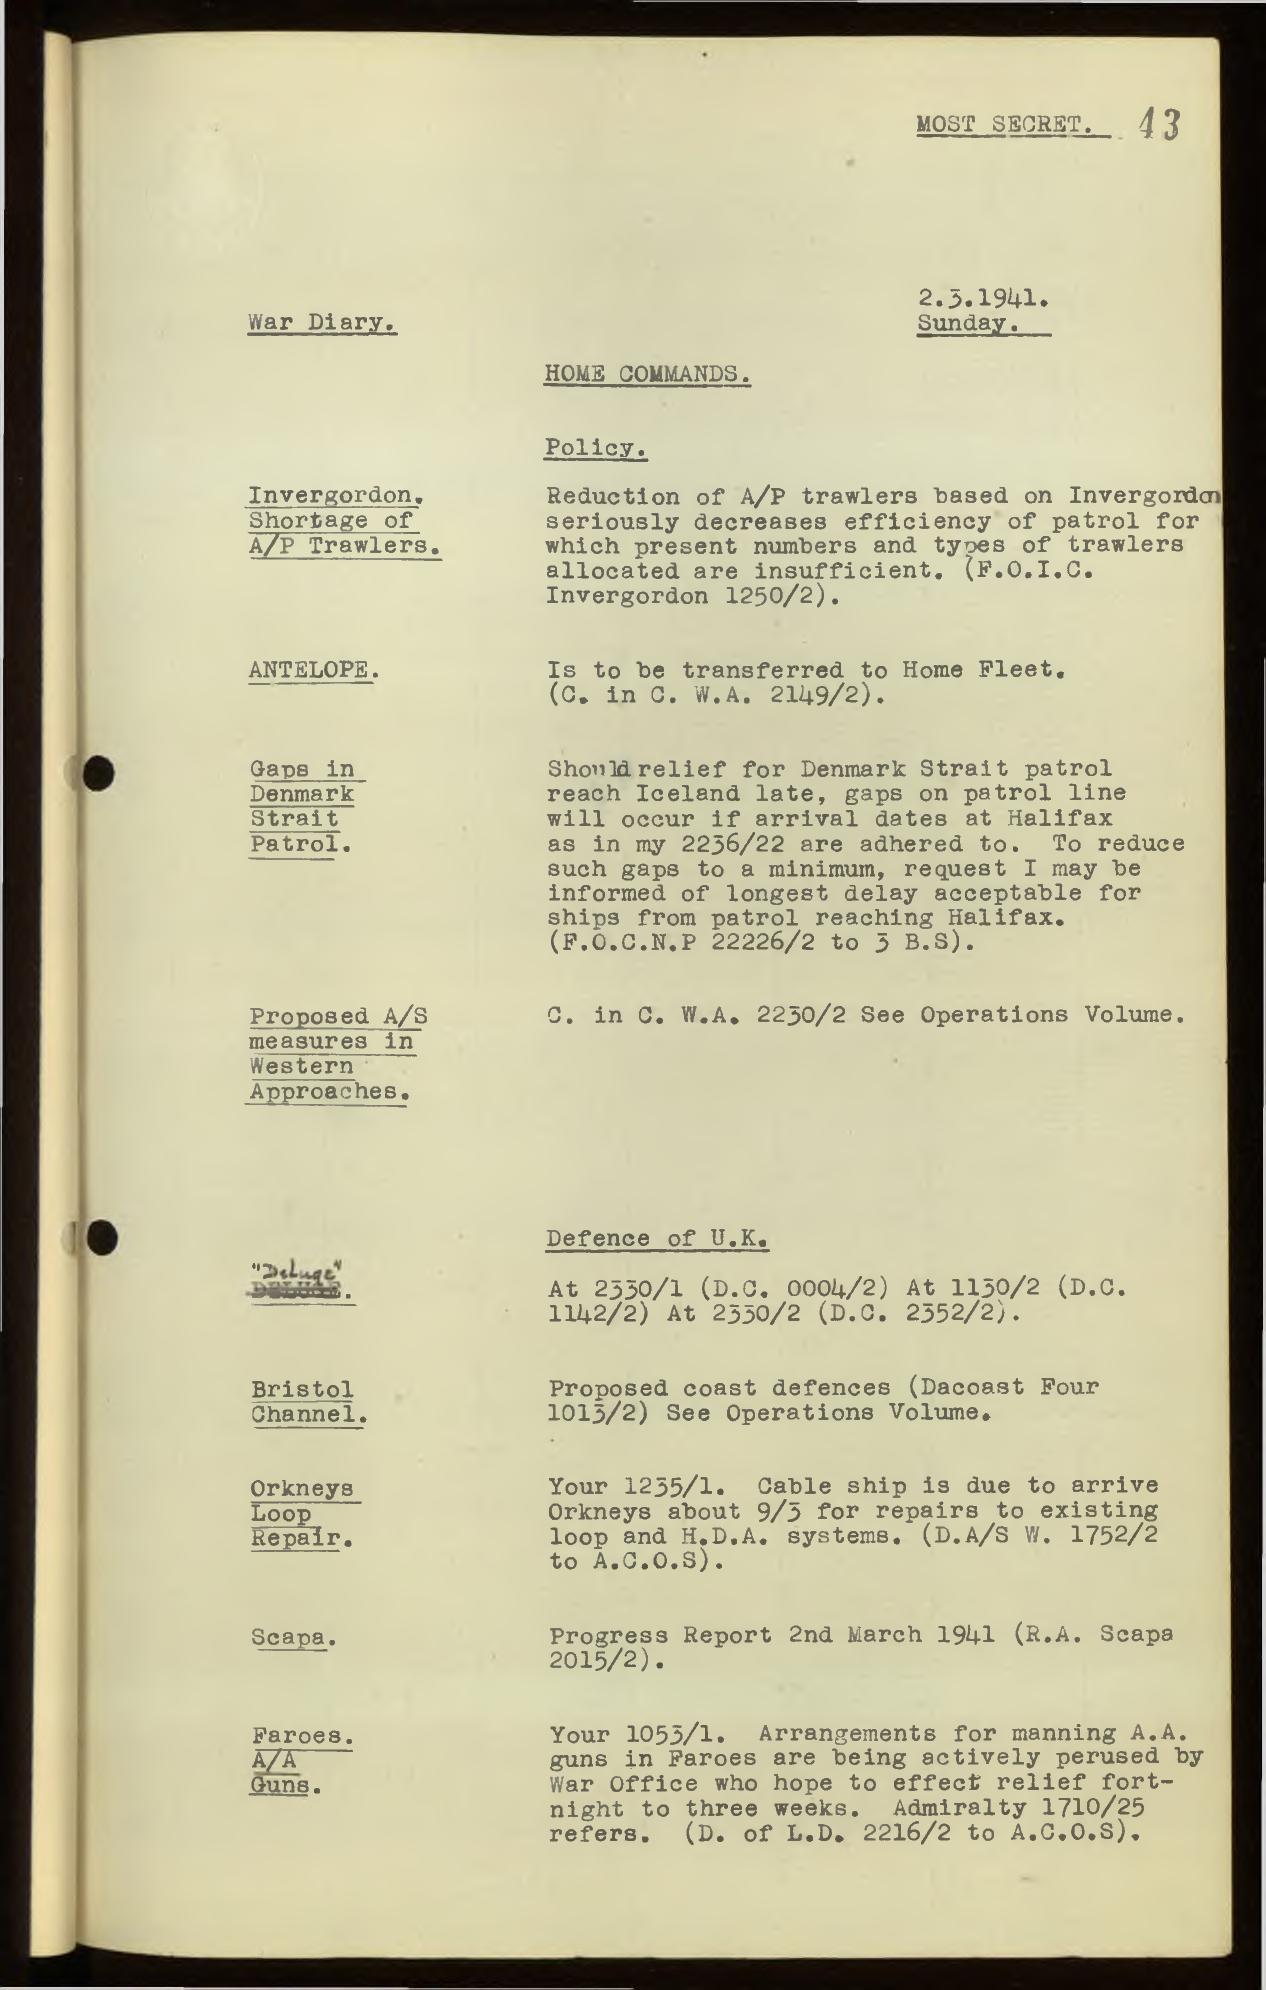 MOST SECRET. 43
2.3.1941.
War Diary. Sunday.
HOME COMMANDS.
Policy.
Invergordon.
Shortage of
A/P Trawlers.
Reduction of A/P trawlers based on Invergordon
seriously decreases efficiency of patrol for
which present numbers and types of trawlers
allocated are insufficient. (F.O.I.C.
Invergordon 1250/2).
ANTELOPE.
Is to be transferred to Home Fleet.
(C. in C. W.A. 2149/2).
Gaps in
Denmark
Strait
Patrol.
Should relief for Denmark Strait patrol
reach Iceland late, gaps on patrol line
will occur if arrival dates at Halifax
as in my 2236/22 are adhered to. To reduce
such gaps to a minimum, request I may be
informed of longest delay acceptable for
ships from patrol reaching Halifax.
(F.O.C.N.P 22226/2 to 3 B.S).
Proposed A/S
measures in
Western
Approaches.
C. in C. W.A. 2230/2 See Operations Volume.
Defence of U.K.
"Deluge"
DELUGE.
At 2330/1 (D.C. 0004/2) At 1130/2 (D.C.
1142/2) At 2330/2 (D.C. 2352/2).
Bristol
Channel.
Proposed coast defences (Dacoast Four
1013/2) See Operations Volume.
Orkneys
Loop
Repair.
Your 1235/1. Cable ship is due to arrive
Orkneys about 9/3 for repairs to existing
loop and H.D.A. systems. (D.A/S W. 1752/2
to A.C.O.S).
Scapa.
Progress Report 2nd March 1941 (R.A. Scapa
2015/2).
Faroes.
A/A
Guns.
Your 1053/1. Arrangements for manning A.A.
guns in Faroes are being actively perused by
War Office who hope to effect relief fort-
night to three weeks. Admiralty 1710/25
refers. (D. of L.D. 2216/2 to A.C.O.S).